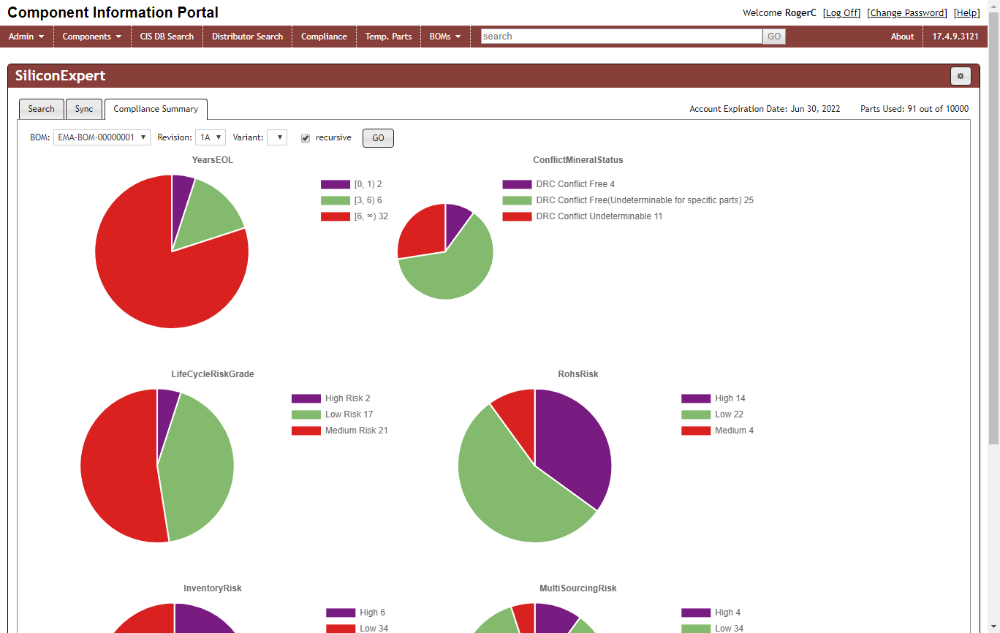 Component Information Portal
Welcome RogerC [Log Off] [Change Password] [Help]
Admin Components CIS DB Search Distributor Search Compliance Temp. Parts BOMs search GO About 17.4.9.3121
SiliconExpert
Search Sync Compliance Summary Account Expiration Date: Jun 30, 2022 Parts Used: 91 out of 10000
BOM: EMA-BOM-00000001 Revision: 1A Variant: recursive GO
YearsEOL
[0, 1) 2
[3, 6) 6
[6, ∞) 32
ConflictMineralStatus
DRC Conflict Free 4
DRC Conflict Free(Undeterminable for specific parts) 25
DRC Conflict Undeterminable 11
LifeCycleRiskGrade
High Risk 2
Low Risk 17
Medium Risk 21
RohsRisk
High 14
Low 22
Medium 4
InventoryRisk
High 6
Low 34
MultiSourcingRisk
High 4
Low 34